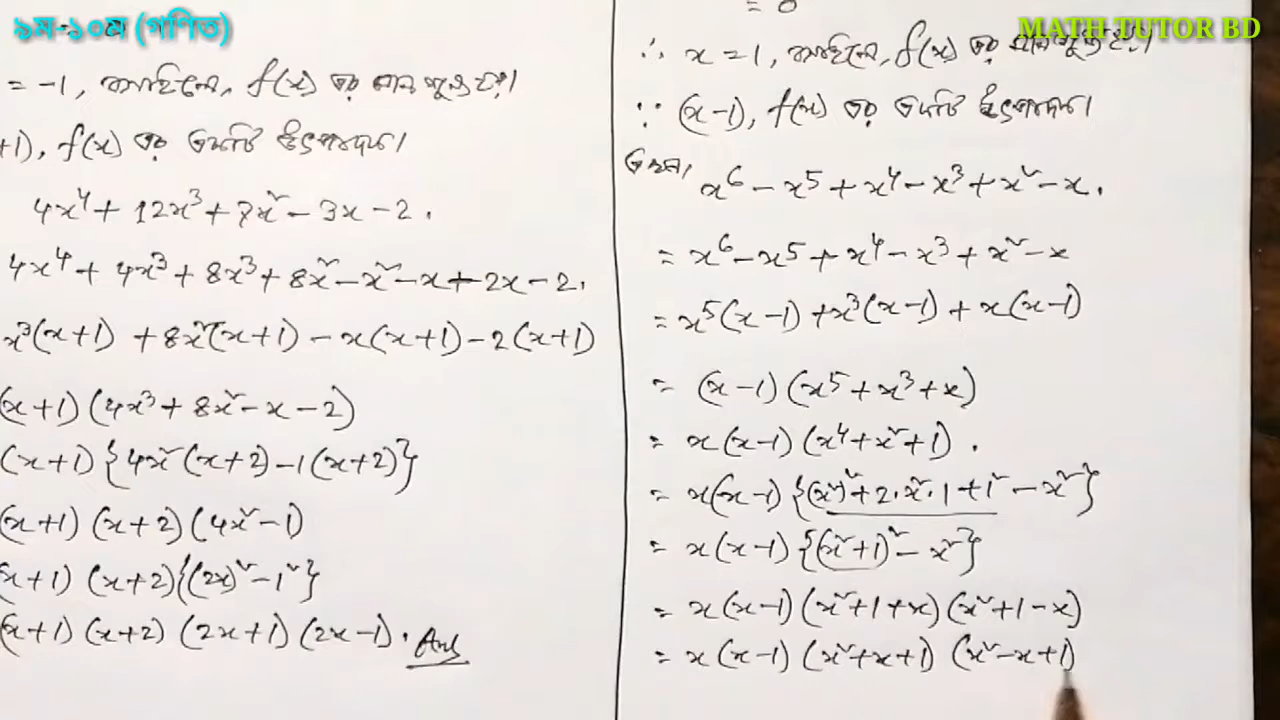 ৯ম-১০ম (গণিত)
MATH TUTOR BD
= -1, বসাইলে, f(x) এর মান শূন্য হয়।
+1), f(x) এর একটি উৎপাদক।
4x⁴ + 12x³ + 7x² - 3x - 2.
4x⁴ + 4x³ + 8x³ + 8x² - x² - x + 2x - 2.
x³(x+1) + 8x²(x+1) - x(x+1) - 2(x+1)
(x+1) (4x³ + 8x² - x - 2)
(x+1) {4x²(x+2) - 1(x+2)}
(x+1) (x+2) (4x² - 1)
(x+1) (x+2) {(2x)² - 1²}
(x+1) (x+2) (2x+1) (2x-1). Ans
= 0
∴ x = 1, বসাইলে, f(x) এর মান শূন্য হয়।
∵ (x-1), f(x) এর একটি উৎপাদক।
এখন, x⁶ - x⁵ + x⁴ - x³ + x² - x.
= x⁶ - x⁵ + x⁴ - x³ + x² - x
= x⁵(x-1) + x³(x-1) + x(x-1)
= (x-1) (x⁵ + x³ + x)
= x(x-1) (x⁴ + x² + 1).
= x(x-1) {(x²)² + 2.x².1 + 1² - x²}
= x(x-1) {(x²+1)² - x²}
= x(x-1) (x²+1+x) (x²+1-x)
= x(x-1) (x²+x+1) (x²-x+1)